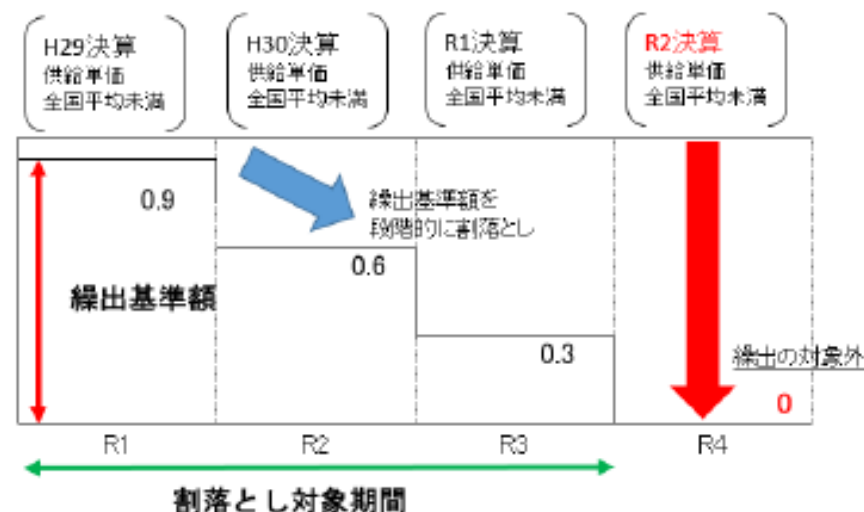 H29決算
供給単価
全国平均未満
H30決算
供給単価
全国平均未満
R1決算
供給単価
全国平均未満
R2決算
供給単価
全国平均未満
0.9
繰出基準額を
段階的に割落とし
0.6
繰出基準額
0.3
繰出の対象外
0
R1
R2
R3
R4
割落とし対象期間